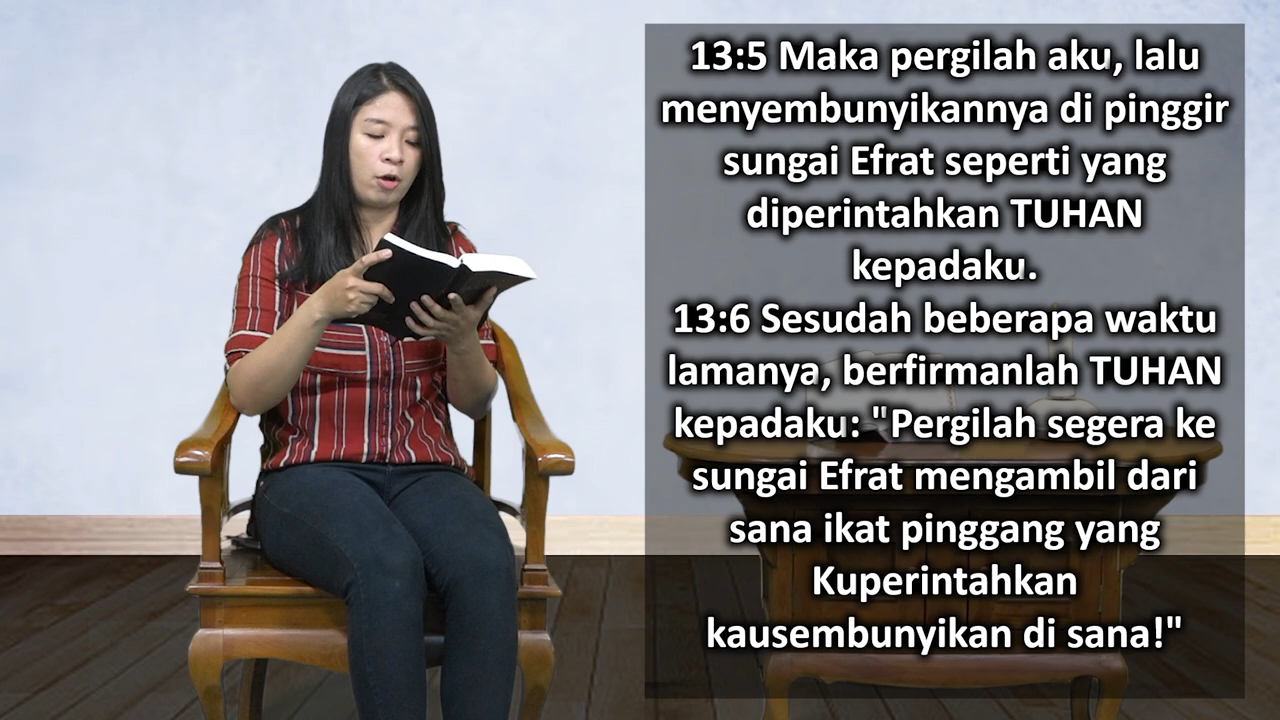 13:5 Maka pergilah aku, lalu
menyembunyikannya di pinggir
sungai Efrat seperti yang
diperintahkan TUHAN
kepadaku.
13:6 Sesudah beberapa waktu
lamanya, berfirmanlah TUHAN
kepadaku: "Pergilah segera ke
sungai Efrat mengambil dari
sana ikat pinggang yang
Kuperintahkan
kausembunyikan di sana!"